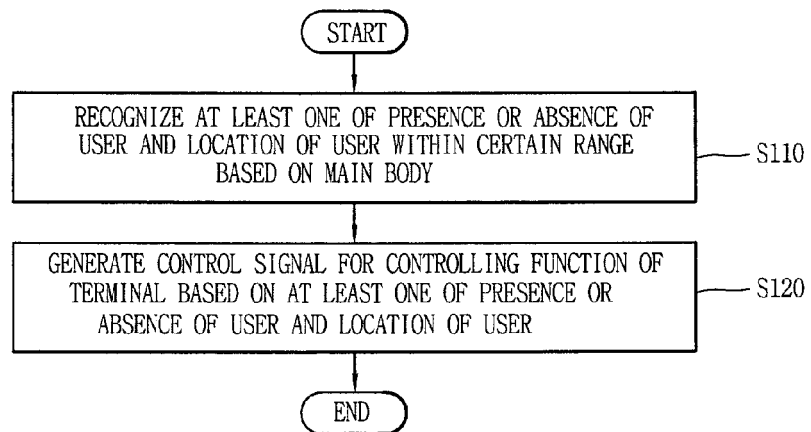 START
RECOGNIZE AT LEAST ONE OF PRESENCE OR ABSENCE OF
USER AND LOCATION OF USER WITHIN CERTAIN RANGE
BASED ON MAIN BODY
S110
GENERATE CONTROL SIGNAL FOR CONTROLLING FUNCTION OF
TERMINAL BASED ON AT LEAST ONE OF PRESENCE OR
ABSENCE OF USER AND LOCATION OF USER
S120
END